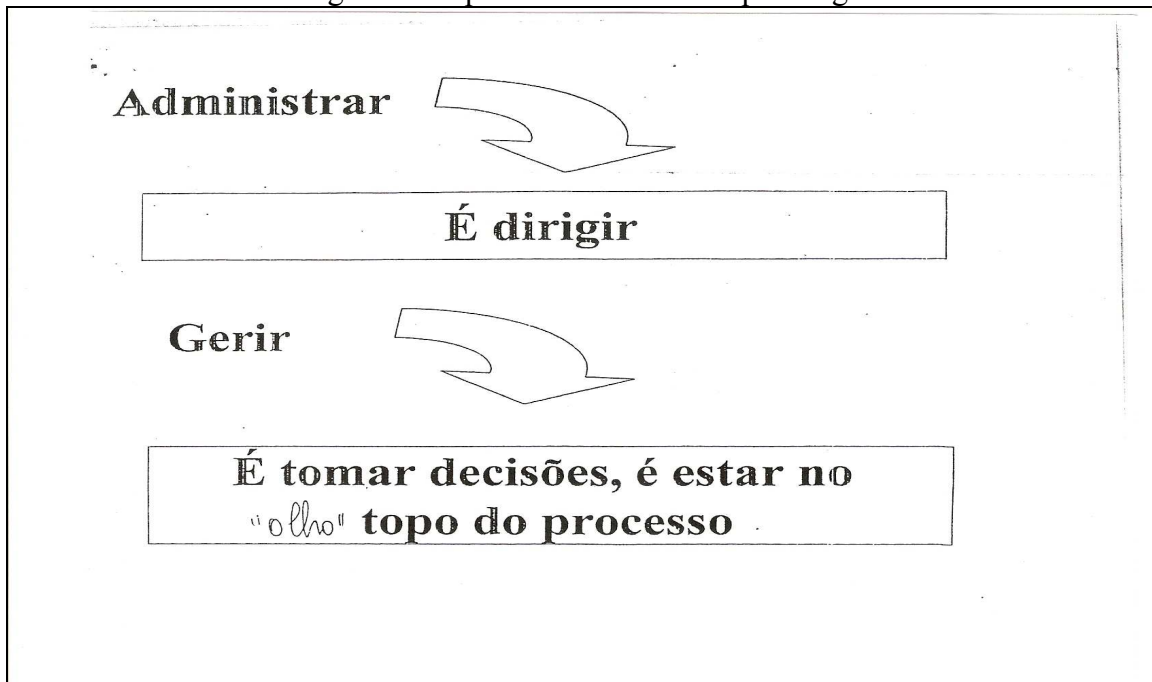 Administrar
É dirigir
Gerir
É tomar decisões, é estar no
"olho" topo do processo